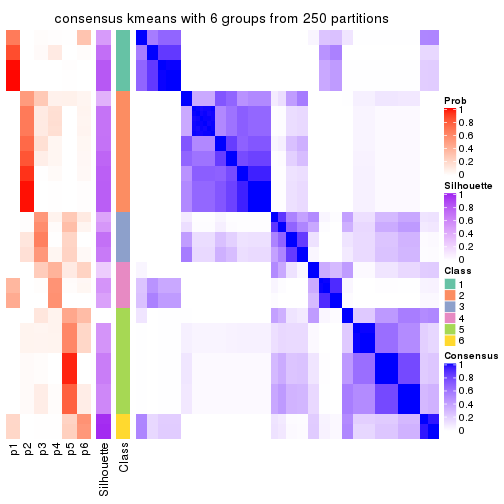 consensus kmeans with 6 groups from 250 partitions
Prob
1
0.8
0.6
0.4
0.2
0
Silhouette
1
0.8
0.6
0.4
0.2
0
Class
1
2
3
4
5
6
Consensus
1
0.8
0.6
0.4
0.2
0
p1
p2
p3
p4
p5
p6
Silhouette
Class